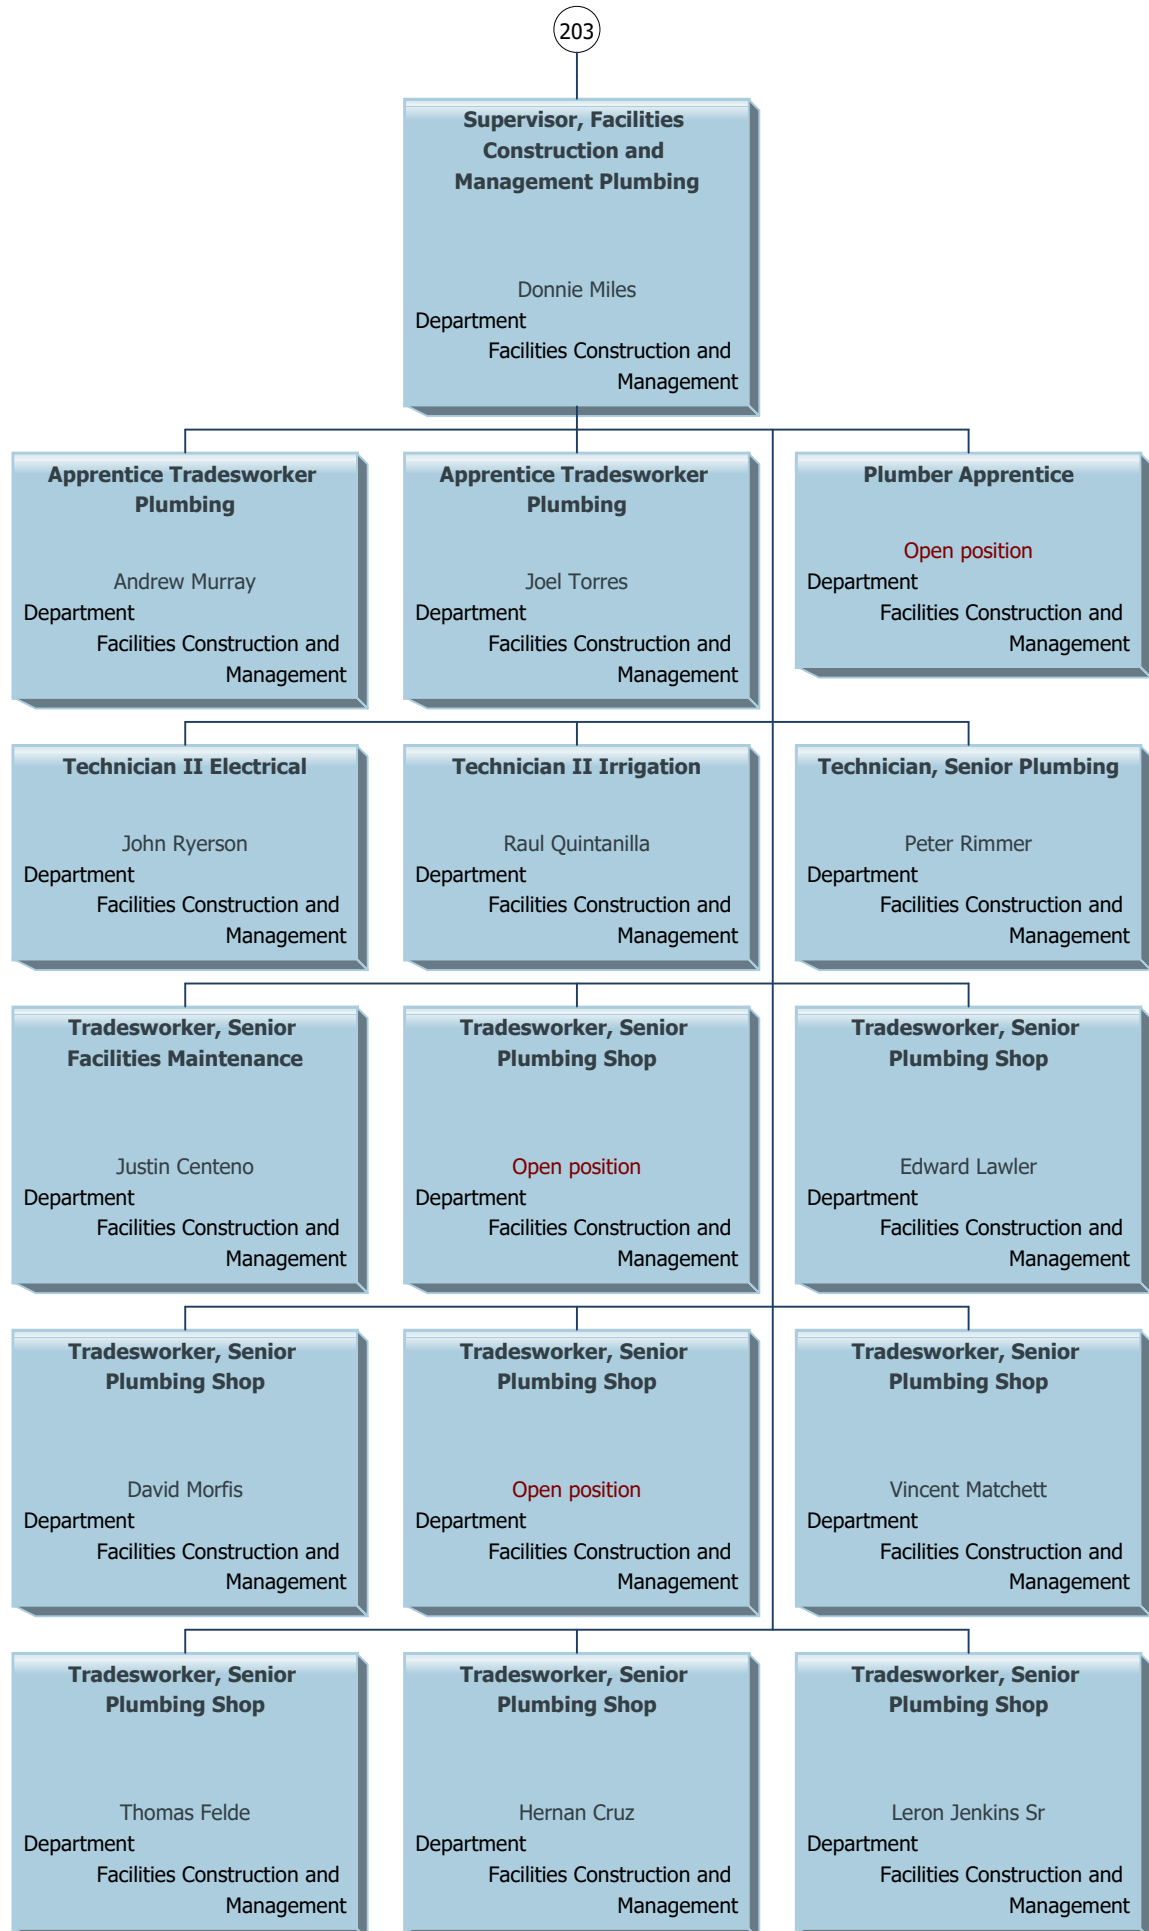 203
Supervisor, Facilities
Construction and
Management Plumbing
Donnie Miles
Department
Facilities Construction and
Management
Apprentice Tradesworker
Plumbing
Andrew Murray
Department
Facilities Construction and
Management
Apprentice Tradesworker
Plumbing
Joel Torres
Department
Facilities Construction and
Management
Plumber Apprentice
Open position
Department
Facilities Construction and
Management
Technician II Electrical
John Ryerson
Department
Facilities Construction and
Management
Technician II Irrigation
Raul Quintanilla
Department
Facilities Construction and
Management
Technician, Senior Plumbing
Peter Rimmer
Department
Facilities Construction and
Management
Tradesworker, Senior
Facilities Maintenance
Justin Centeno
Department
Facilities Construction and
Management
Tradesworker, Senior
Plumbing Shop
Open position
Department
Facilities Construction and
Management
Tradesworker, Senior
Plumbing Shop
Edward Lawler
Department
Facilities Construction and
Management
Tradesworker, Senior
Plumbing Shop
David Morfis
Department
Facilities Construction and
Management
Tradesworker, Senior
Plumbing Shop
Open position
Department
Facilities Construction and
Management
Tradesworker, Senior
Plumbing Shop
Vincent Matchett
Department
Facilities Construction and
Management
Tradesworker, Senior
Plumbing Shop
Thomas Felde
Department
Facilities Construction and
Management
Tradesworker, Senior
Plumbing Shop
Hernan Cruz
Department
Facilities Construction and
Management
Tradesworker, Senior
Plumbing Shop
Leron Jenkins Sr
Department
Facilities Construction and
Management